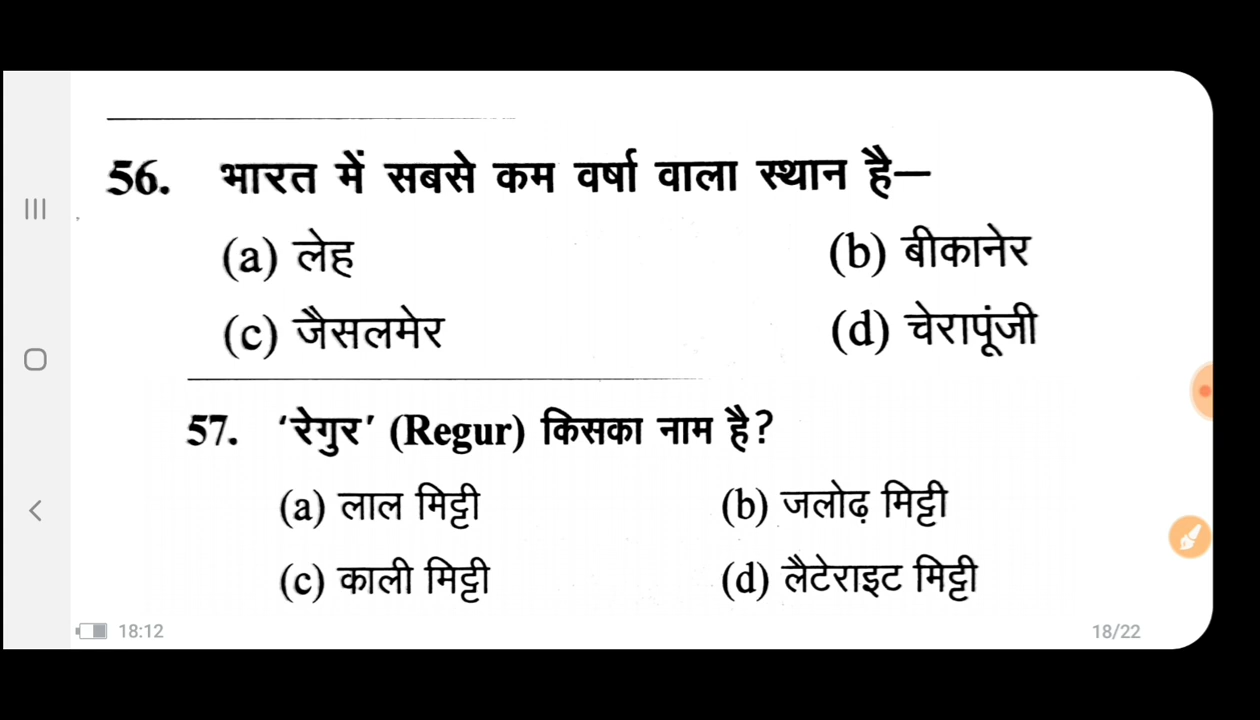 56. भारत में सबसे कम वर्षा वाला स्थान है—
(a) लेह (b) बीकानेर
(c) जैसलमेर (d) चेरापूंजी
57. ‘रेगुर’ (Regur) किसका नाम है?
(a) लाल मिट्टी (b) जलोढ़ मिट्टी
(c) काली मिट्टी (d) लैटेराइट मिट्टी
18:12 18/22